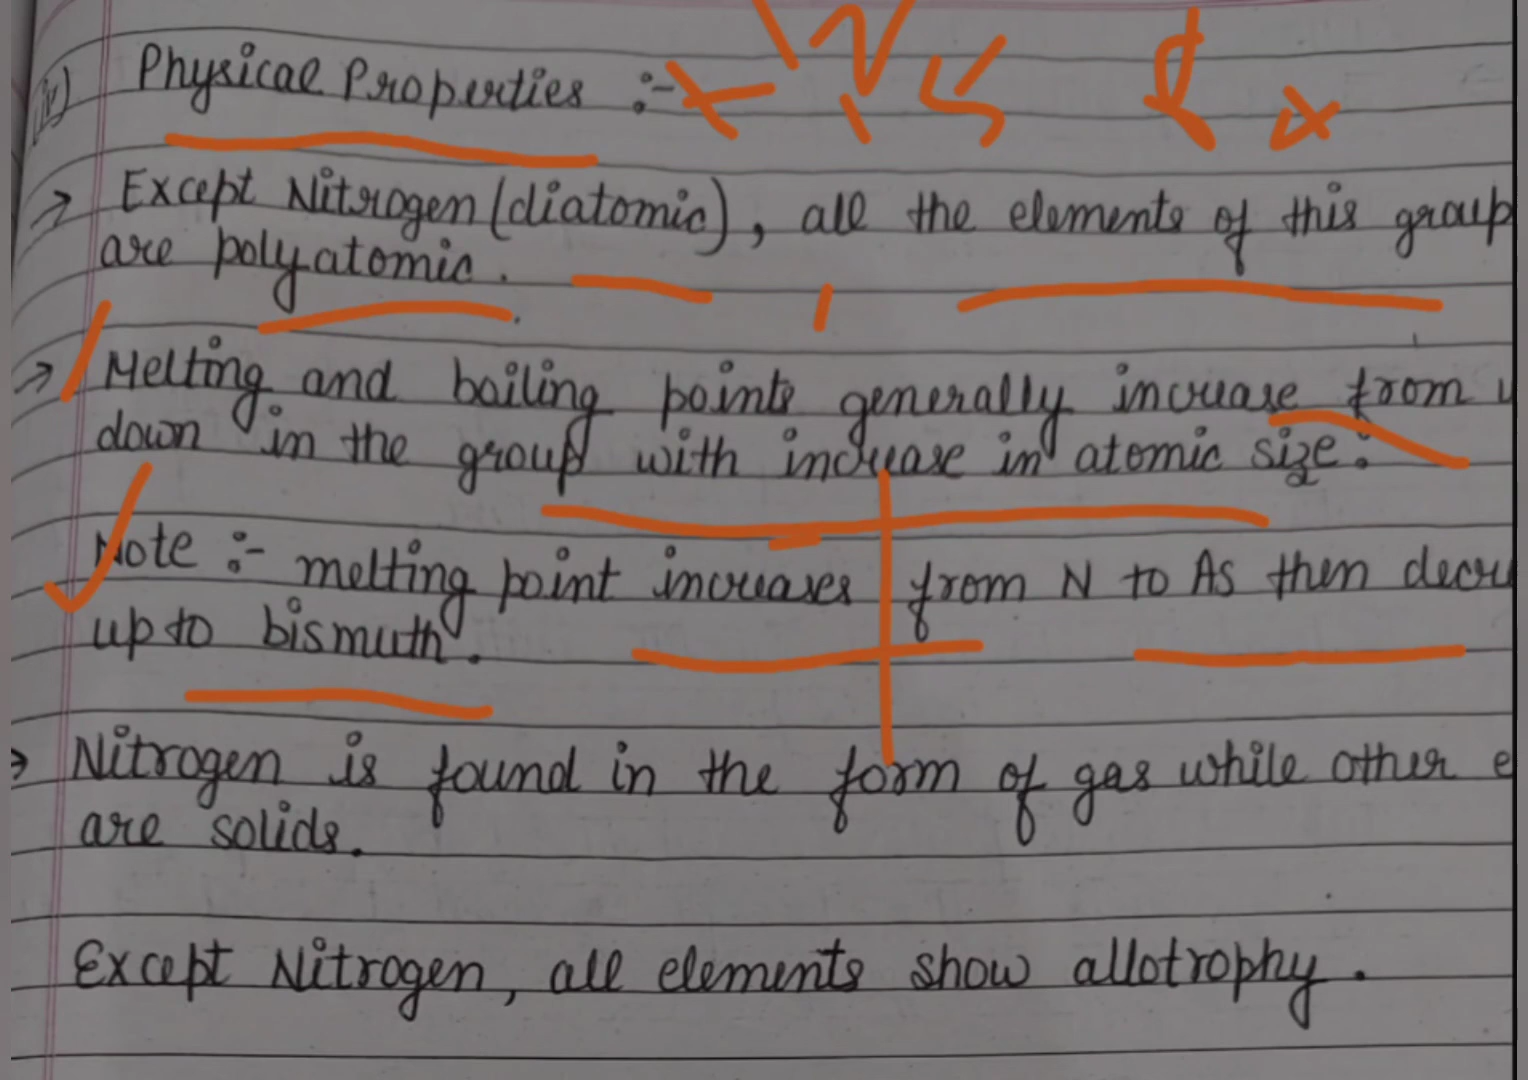 (iv) Physical Properties :-
→ Except Nitrogen (diatomic), all the elements of this group
are polyatomic.
→ Melting and boiling points generally increase from
down in the group with increase in atomic size.
Note :- melting point increases from N to As then decre
up to bismuth.
→ Nitrogen is found in the form of gas while other e
are solids.
Except Nitrogen, all elements show allotrophy.